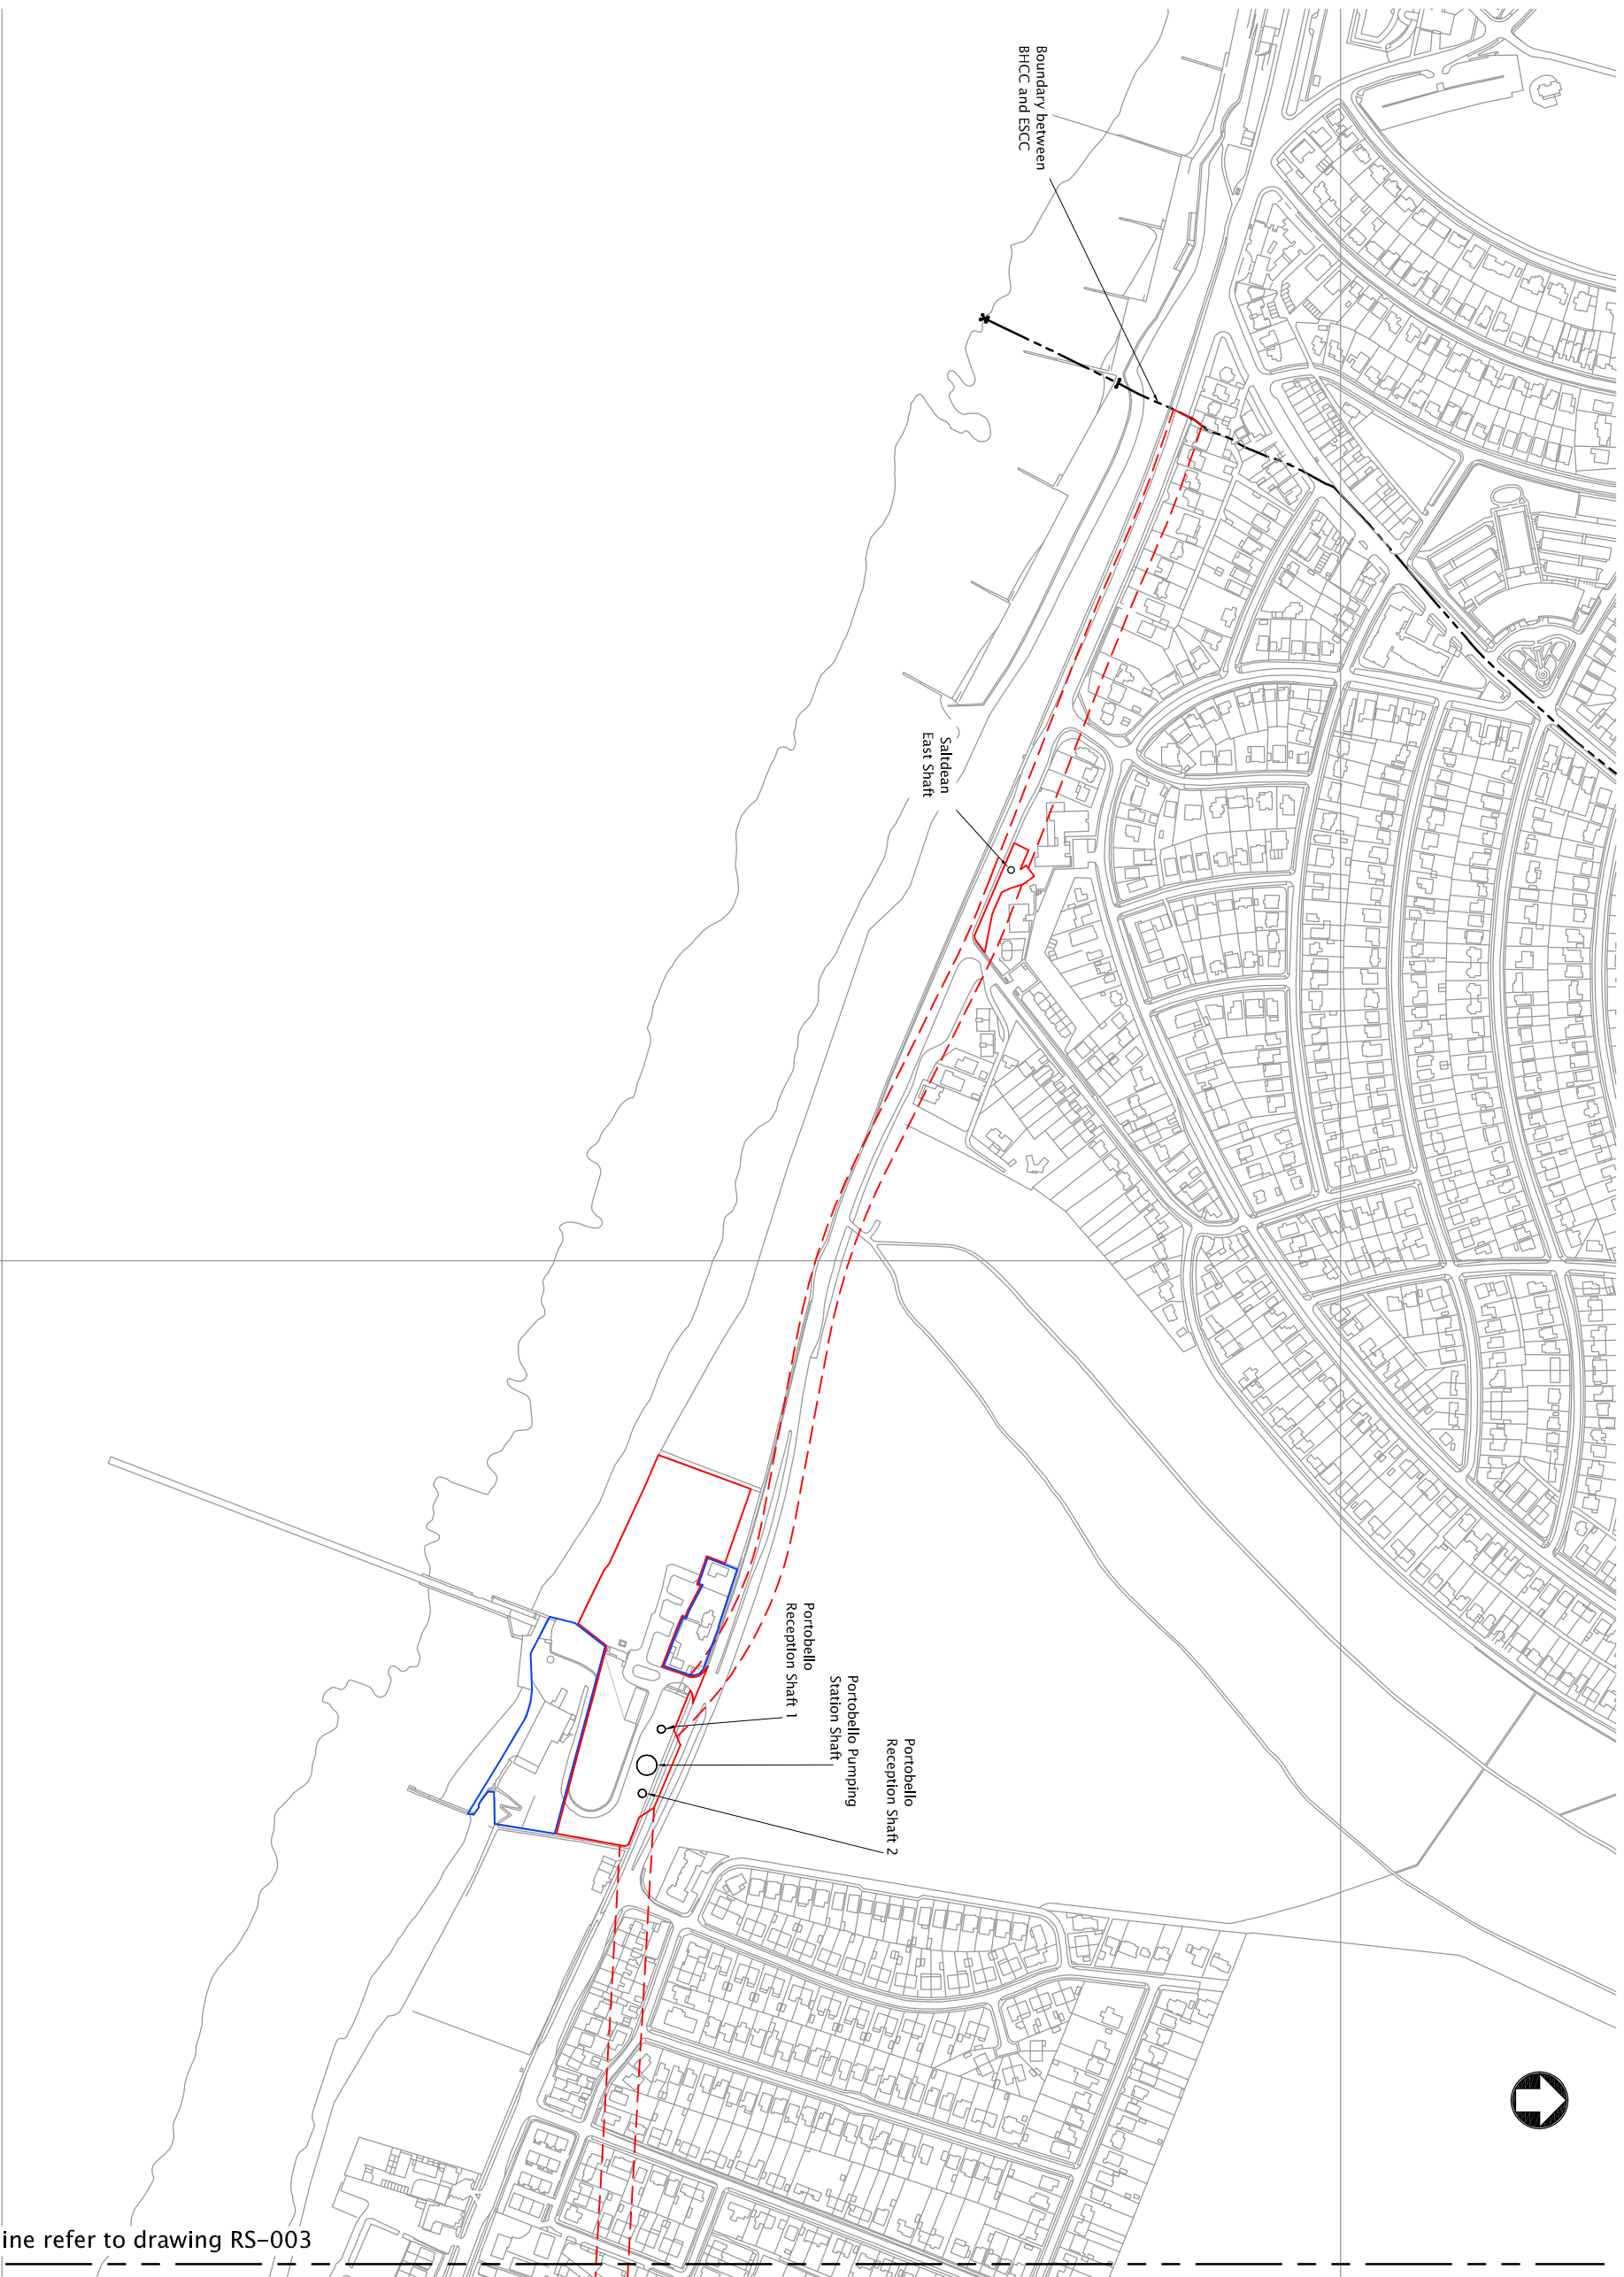 Boundary between
BHCC and ESCC
Saltdean
East Shaft
Portobello
Reception Shaft 1
Portobello Pumping
Station Shaft
Portobello
Reception Shaft 2
ine refer to drawing RS-003